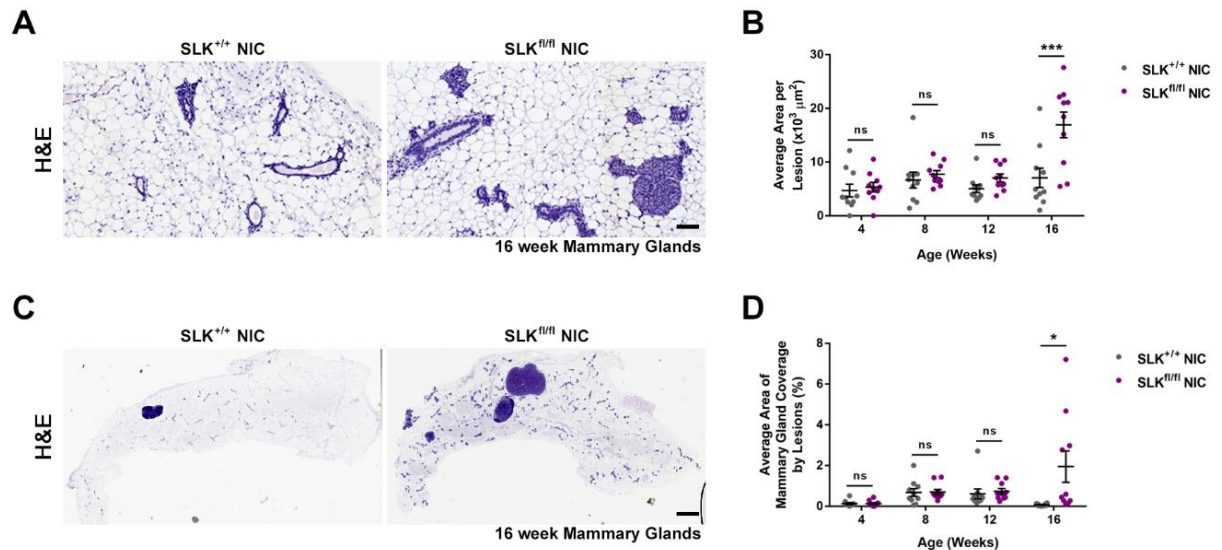 A
SLK+/+ NIC
SLKfl/fl NIC
H&E
16 week Mammary Glands
B
Average Area per
Lesion (x10³ µm²)
30
20
10
0
ns
ns
ns
***
4
8
12
16
Age (Weeks)
SLK+/+ NIC
SLKfl/fl NIC
C
SLK+/+ NIC
SLKfl/fl NIC
H&E
16 week Mammary Glands
D
Average Area of
Mammary Gland Coverage
by Lesions (%)
8
6
4
2
0
ns
ns
ns
*
4
8
12
16
Age (Weeks)
SLK+/+ NIC
SLKfl/fl NIC